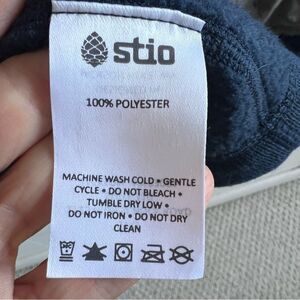 stio
100% POLYESTER
MACHINE WASH COLD • GENTLE
CYCLE • DO NOT BLEACH •
TUMBLE DRY LOW •
DO NOT IRON • DO NOT DRY
CLEAN